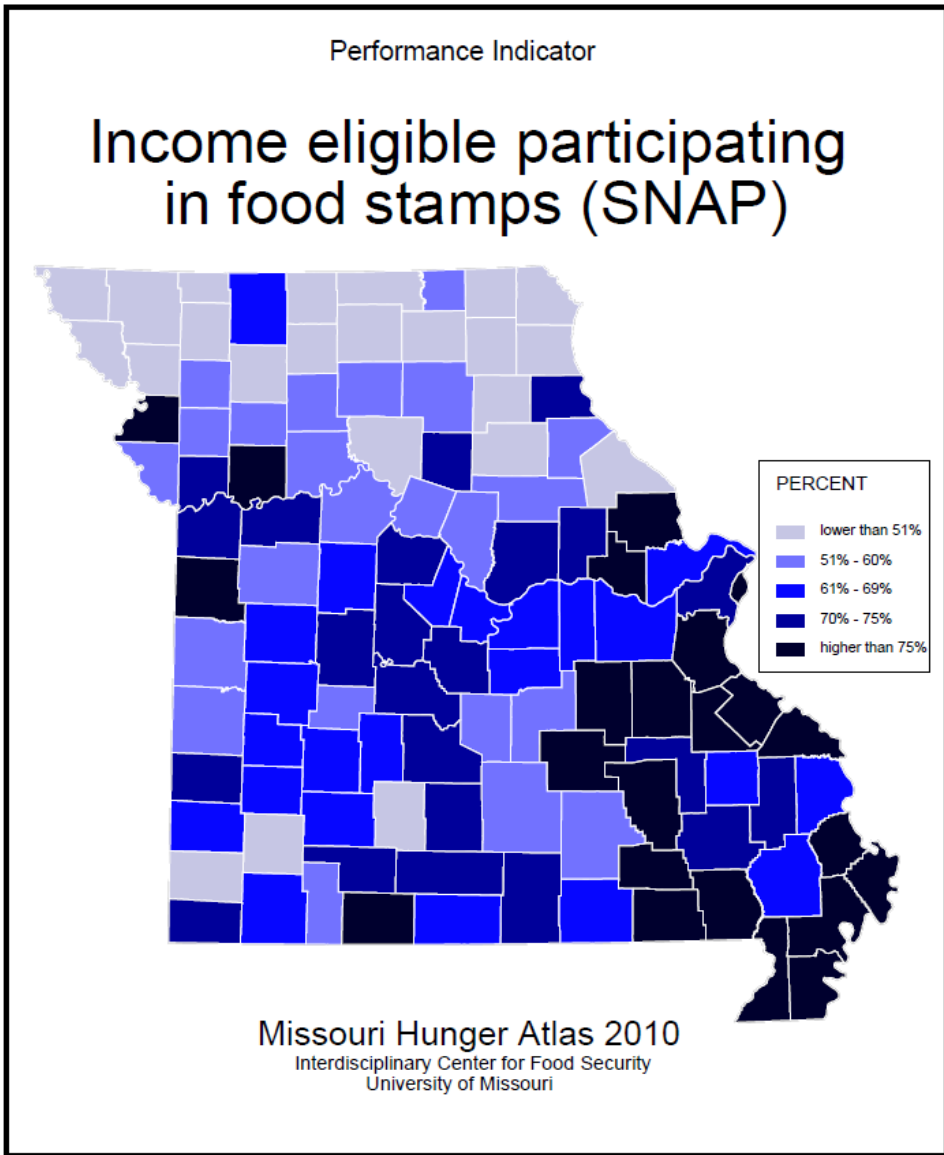 Performance Indicator
Income eligible participating
in food stamps (SNAP)
PERCENT
lower than 51%
51% - 60%
61% - 69%
70% - 75%
higher than 75%
Missouri Hunger Atlas 2010
Interdisciplinary Center for Food Security
University of Missouri